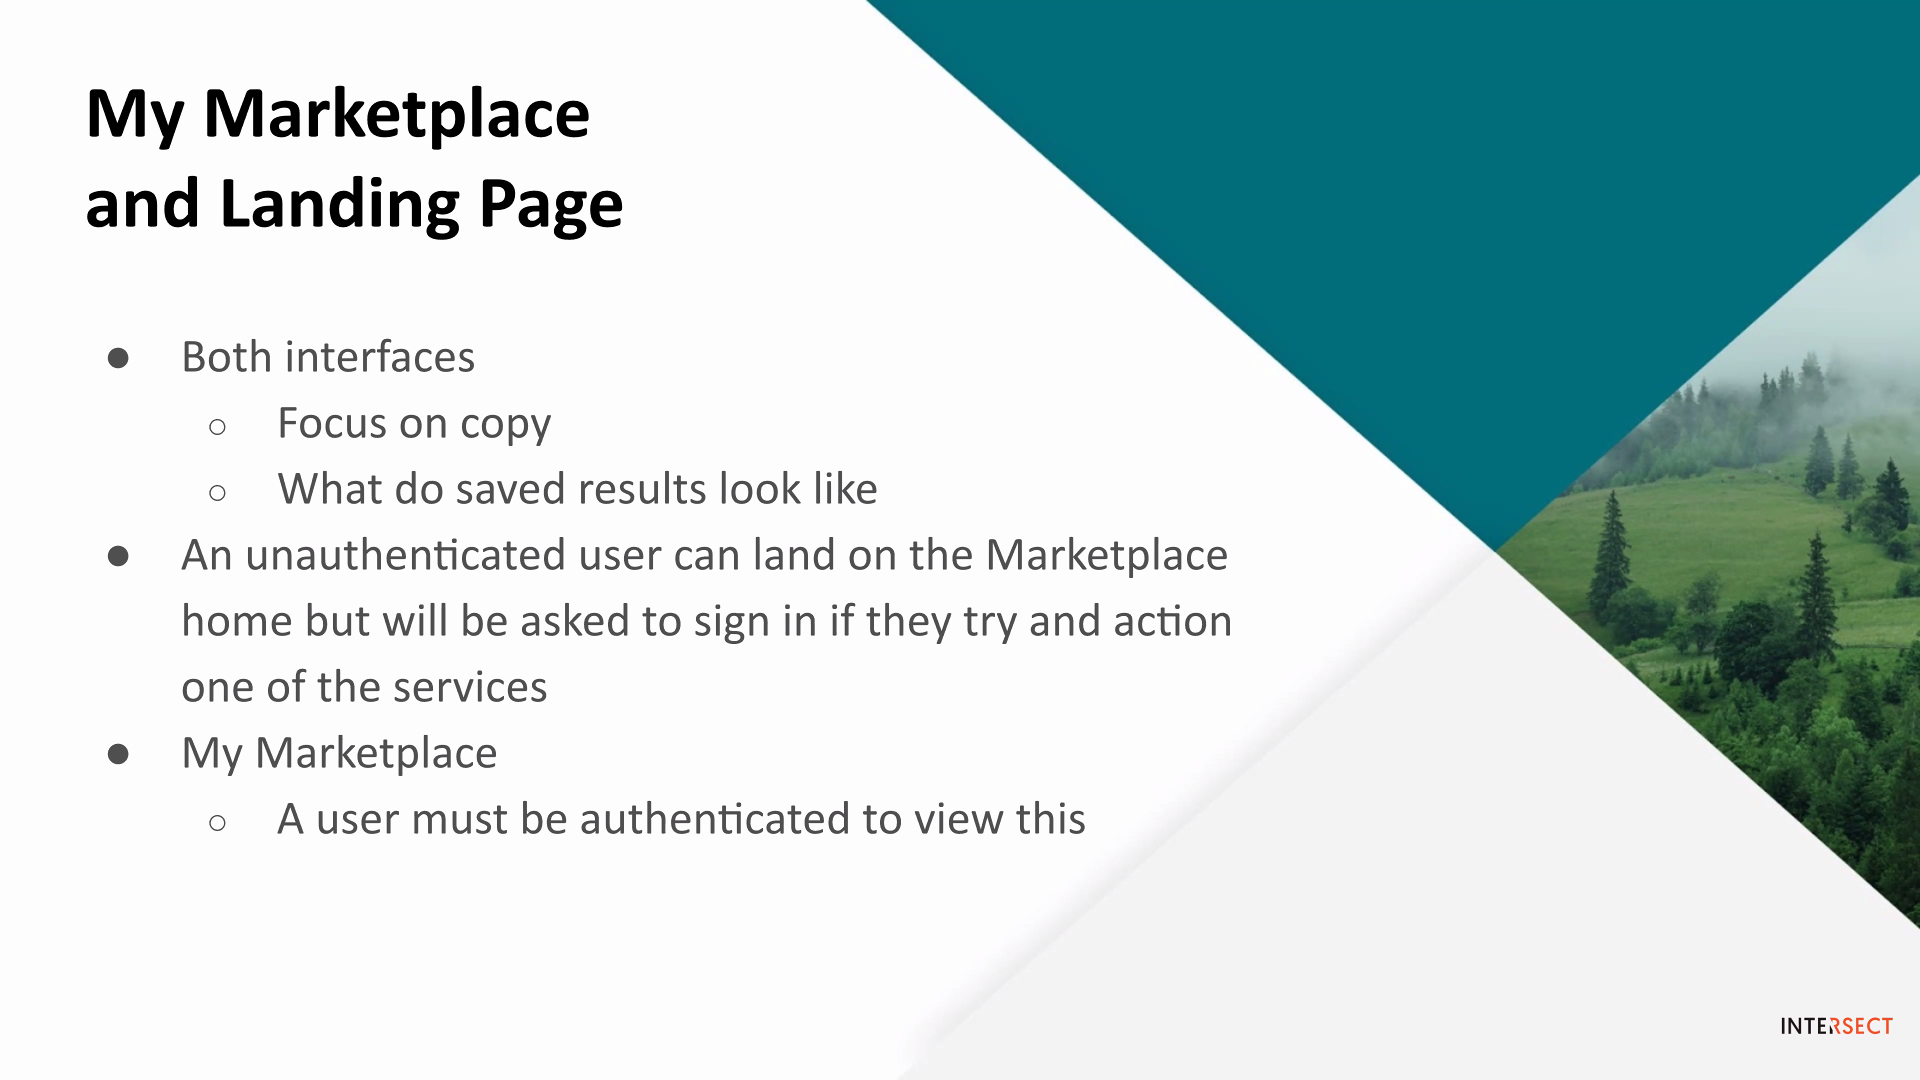 My Marketplace
and Landing Page
● Both interfaces
○ Focus on copy
○ What do saved results look like
● An unauthenticated user can land on the Marketplace
home but will be asked to sign in if they try and action
one of the services
● My Marketplace
○ A user must be authenticated to view this
INTERSECT